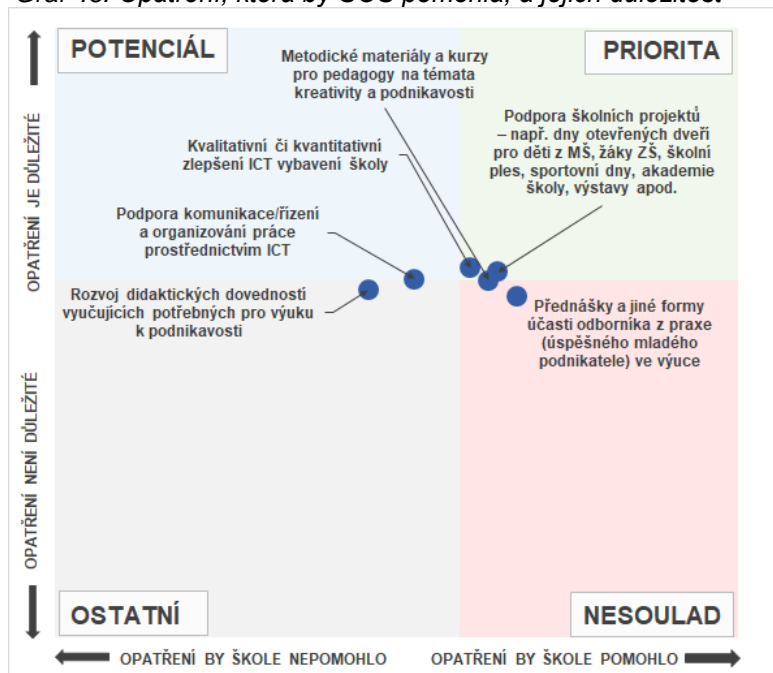 Graf 48: Opatření, která by SOŠ pomohla, a jejich důležitost
POTENCIÁL
PRIORITA
Metodické materiály a kurzy
pro pedagogy na témata
kreativity a podnikavosti
Podpora školních projektů
– např. dny otevřených dveří
pro děti z MŠ, žáky ZŠ, školní
ples, sportovní dny, akademie
školy, výstavy apod.
Kvalitativní či kvantitativní
zlepšení ICT vybavení školy
Podpora komunikace/řízení
a organizování práce
prostřednictvím ICT
Rozvoj didaktických dovedností
vyučujících potřebných pro výuku
k podnikavosti
Přednášky a jiné formy
účasti odborníka z praxe
(úspěšného mladého
podnikatele) ve výuce
OPATŘENÍ JE DŮLEŽITÉ
OPATŘENÍ NENÍ DŮLEŽITÉ
OSTATNÍ
NESOULAD
OPATŘENÍ BY ŠKOLE NEPOMOHLO
OPATŘENÍ BY ŠKOLE POMOHLO